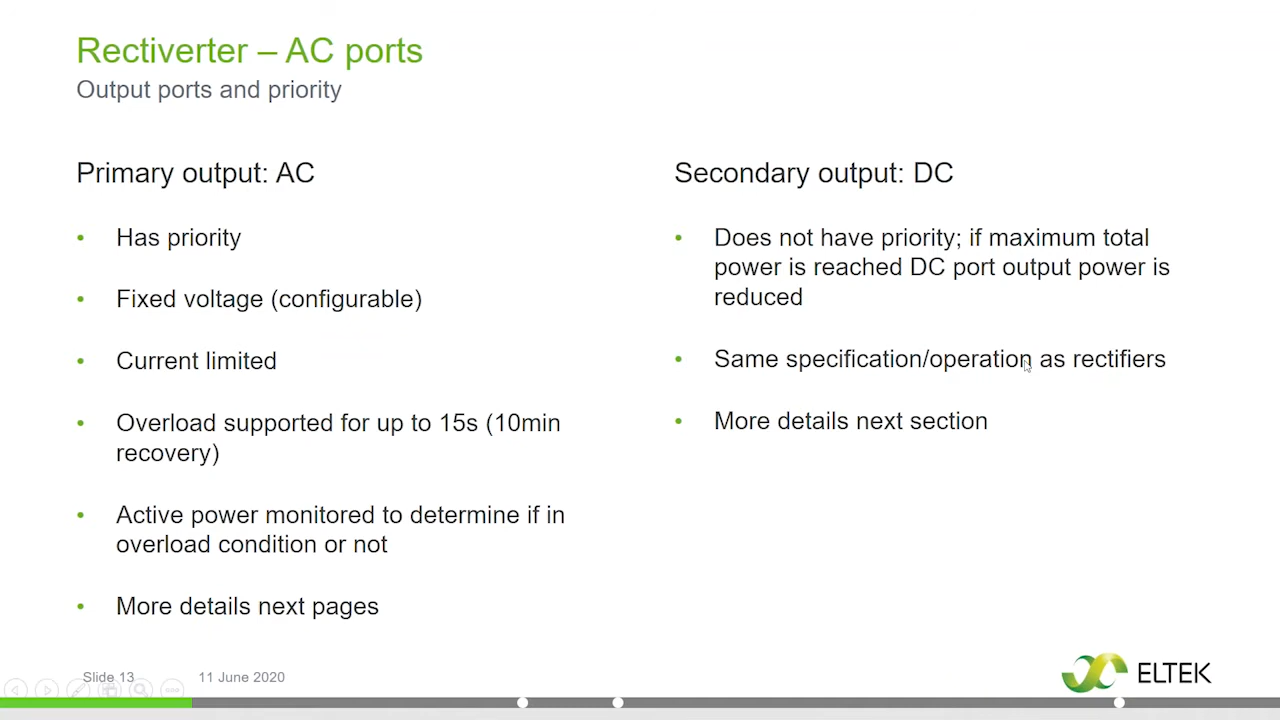 Rectiverter – AC ports
Output ports and priority
Primary output: AC
• Has priority
• Fixed voltage (configurable)
• Current limited
• Overload supported for up to 15s (10min
recovery)
• Active power monitored to determine if in
overload condition or not
• More details next pages
Secondary output: DC
• Does not have priority; if maximum total
power is reached DC port output power is
reduced
• Same specification/operation as rectifiers
• More details next section
Slide 13
11 June 2020
ELTEK